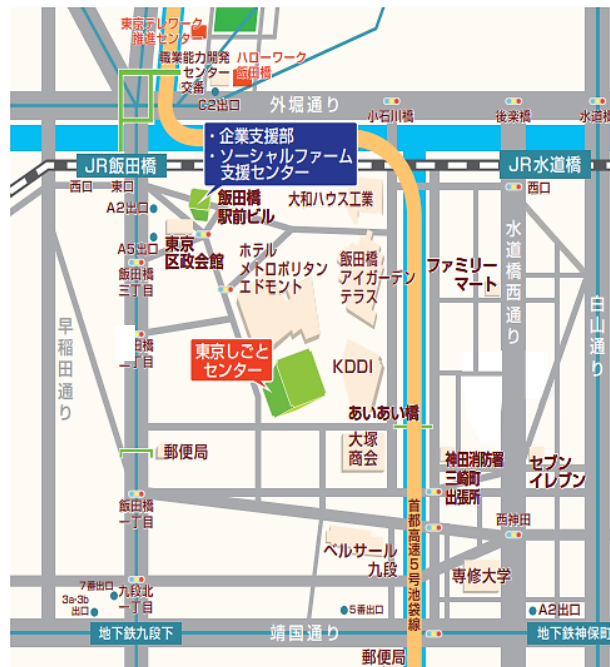 東京テレワーク
推進センター
職業能力開発
センター
ハローワーク
飯田橋
交番
C2出口
外堀通り
小石川橋
後楽橋
水道橋
・企業支援部
・ソーシャルファーム
支援センター
JR飯田橋
JR水道橋
西口
東口
西口
A2出口
飯田橋
駅前ビル
大和ハウス工業
A5出口
東京
区政会館
飯田橋
三丁目
ホテル
メトロポリタン
エドモント
飯田橋
アイガーデン
テラス
ファミリー
マート
水道橋西通り
白山通り
早稲田通り
田橋
二丁目
東京しごと
センター
KDDI
あいあい橋
郵便局
大塚
商会
神田消防署
三崎町
出張所
セブン
イレブン
飯田橋
一丁目
首都高速5号池袋線
西神田
ベルサール
九段
専修大学
7番出口
3a・3b
出口
九段北
一丁目
5番出口
A2出口
地下鉄九段下
靖国通り
地下鉄神保町
郵便局